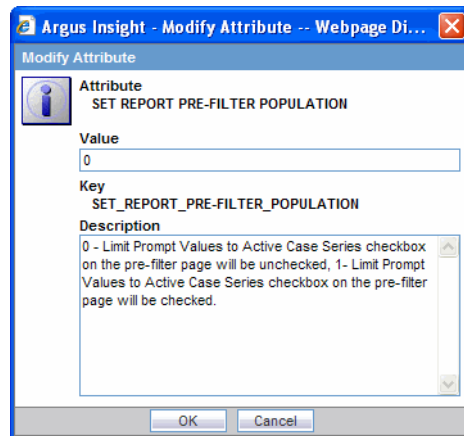 Argus Insight - Modify Attribute -- Webpage Di...
Modify Attribute
Attribute
SET REPORT PRE-FILTER POPULATION
Value
0
Key
SET_REPORT_PRE-FILTER_POPULATION
Description
0 - Limit Prompt Values to Active Case Series checkbox
on the pre-filter page will be unchecked, 1- Limit Prompt
Values to Active Case Series checkbox on the pre-filter
page will be checked.
OK Cancel